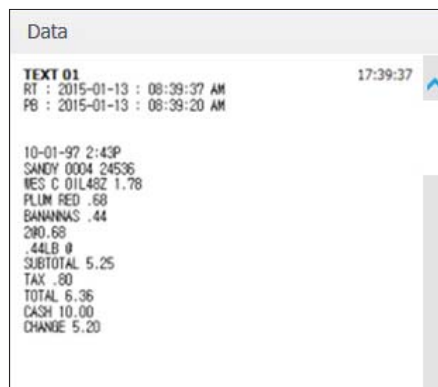 Data
TEXT 01 17:39:37
RT : 2015-01-13 : 08:39:37 AM
PB : 2015-01-13 : 08:39:20 AM
10-01-97 2:43P
SANDY 0004 24536
WES C OIL48Z 1.78
PLUM RED .68
BANANNAS .44
2@0.68
.44LB @
SUBTOTAL 5.25
TAX .80
TOTAL 6.36
CASH 10.00
CHANGE 5.20